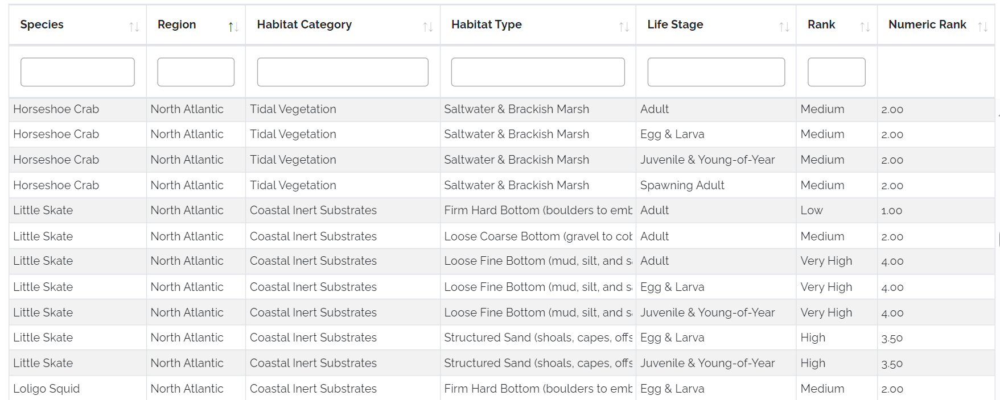 Species Region Habitat Category Habitat Type Life Stage Rank Numeric Rank
Horseshoe Crab North Atlantic Tidal Vegetation Saltwater & Brackish Marsh Adult Medium 2.00
Horseshoe Crab North Atlantic Tidal Vegetation Saltwater & Brackish Marsh Egg & Larva Medium 2.00
Horseshoe Crab North Atlantic Tidal Vegetation Saltwater & Brackish Marsh Juvenile & Young-of-Year Medium 2.00
Horseshoe Crab North Atlantic Tidal Vegetation Saltwater & Brackish Marsh Spawning Adult Medium 2.00
Little Skate North Atlantic Coastal Inert Substrates Firm Hard Bottom (boulders to emb Adult Low 1.00
Little Skate North Atlantic Coastal Inert Substrates Loose Coarse Bottom (gravel to cob Adult Medium 2.00
Little Skate North Atlantic Coastal Inert Substrates Loose Fine Bottom (mud, silt, and sa Adult Very High 4.00
Little Skate North Atlantic Coastal Inert Substrates Loose Fine Bottom (mud, silt, and sa Egg & Larva Very High 4.00
Little Skate North Atlantic Coastal Inert Substrates Loose Fine Bottom (mud, silt, and sa Juvenile & Young-of-Year Very High 4.00
Little Skate North Atlantic Coastal Inert Substrates Structured Sand (shoals, capes, offs Egg & Larva High 3.50
Little Skate North Atlantic Coastal Inert Substrates Structured Sand (shoals, capes, offs Juvenile & Young-of-Year High 3.50
Loligo Squid North Atlantic Coastal Inert Substrates Firm Hard Bottom (boulders to emb Egg & Larva Medium 2.00